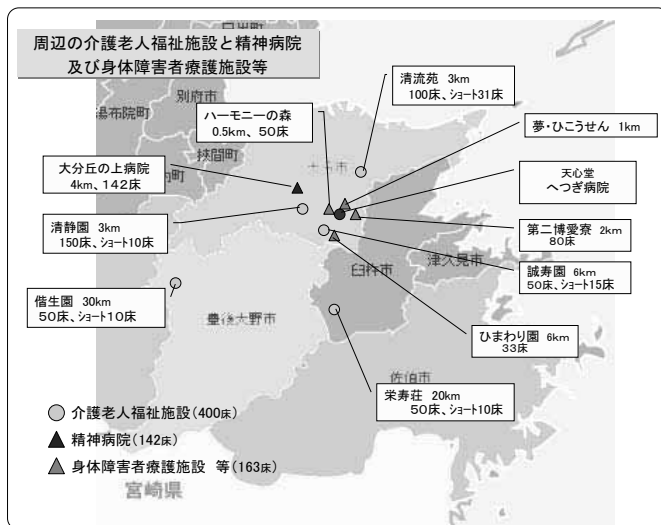 周辺の介護老人福祉施設と精神病院
及び身体障害者療護施設等
清流苑 3km
100床、ショート31床
ハーモニーの森
0.5km、50床
夢・ひこうせん 1km
大分丘の上病院
4km、142床
天心堂
へつぎ病院
清静園 3km
150床、ショート10床
第二博愛寮 2km
80床
誠寿園 6km
50床、ショート15床
偕生園 30km
50床、ショート10床
ひまわり園 6km
33床
栄寿荘 20km
50床、ショート10床
別府市
湯布院町
挾間町
大分市
臼杵市
津久見市
豊後大野市
佐伯市
宮崎県
介護老人福祉施設(400床)
精神病院(142床)
身体障害者療護施設 等(163床)